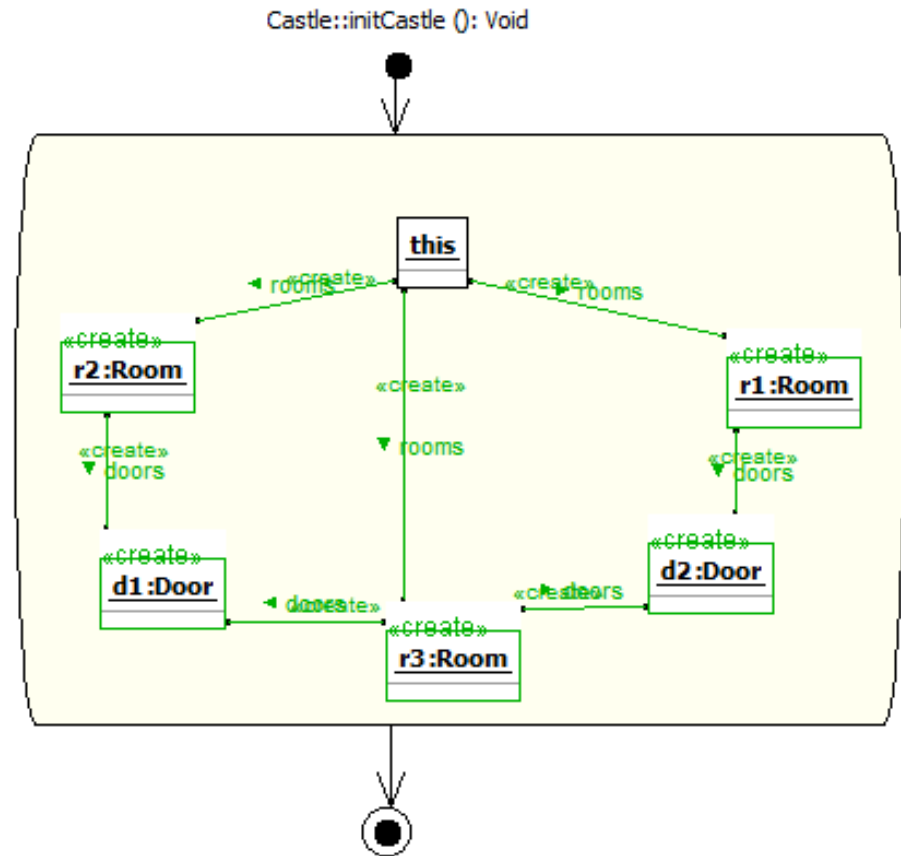 Castle::initCastle (): Void
this
«create»
◄ rooms
«create»
► rooms
«create»
r2:Room
«create»
r1:Room
«create»
▼ rooms
«create»
▼ doors
«create»
▼ doors
«create»
d1:Door
«create»
d2:Door
◄ doors
«create»
«create»
► doors
«create»
r3:Room